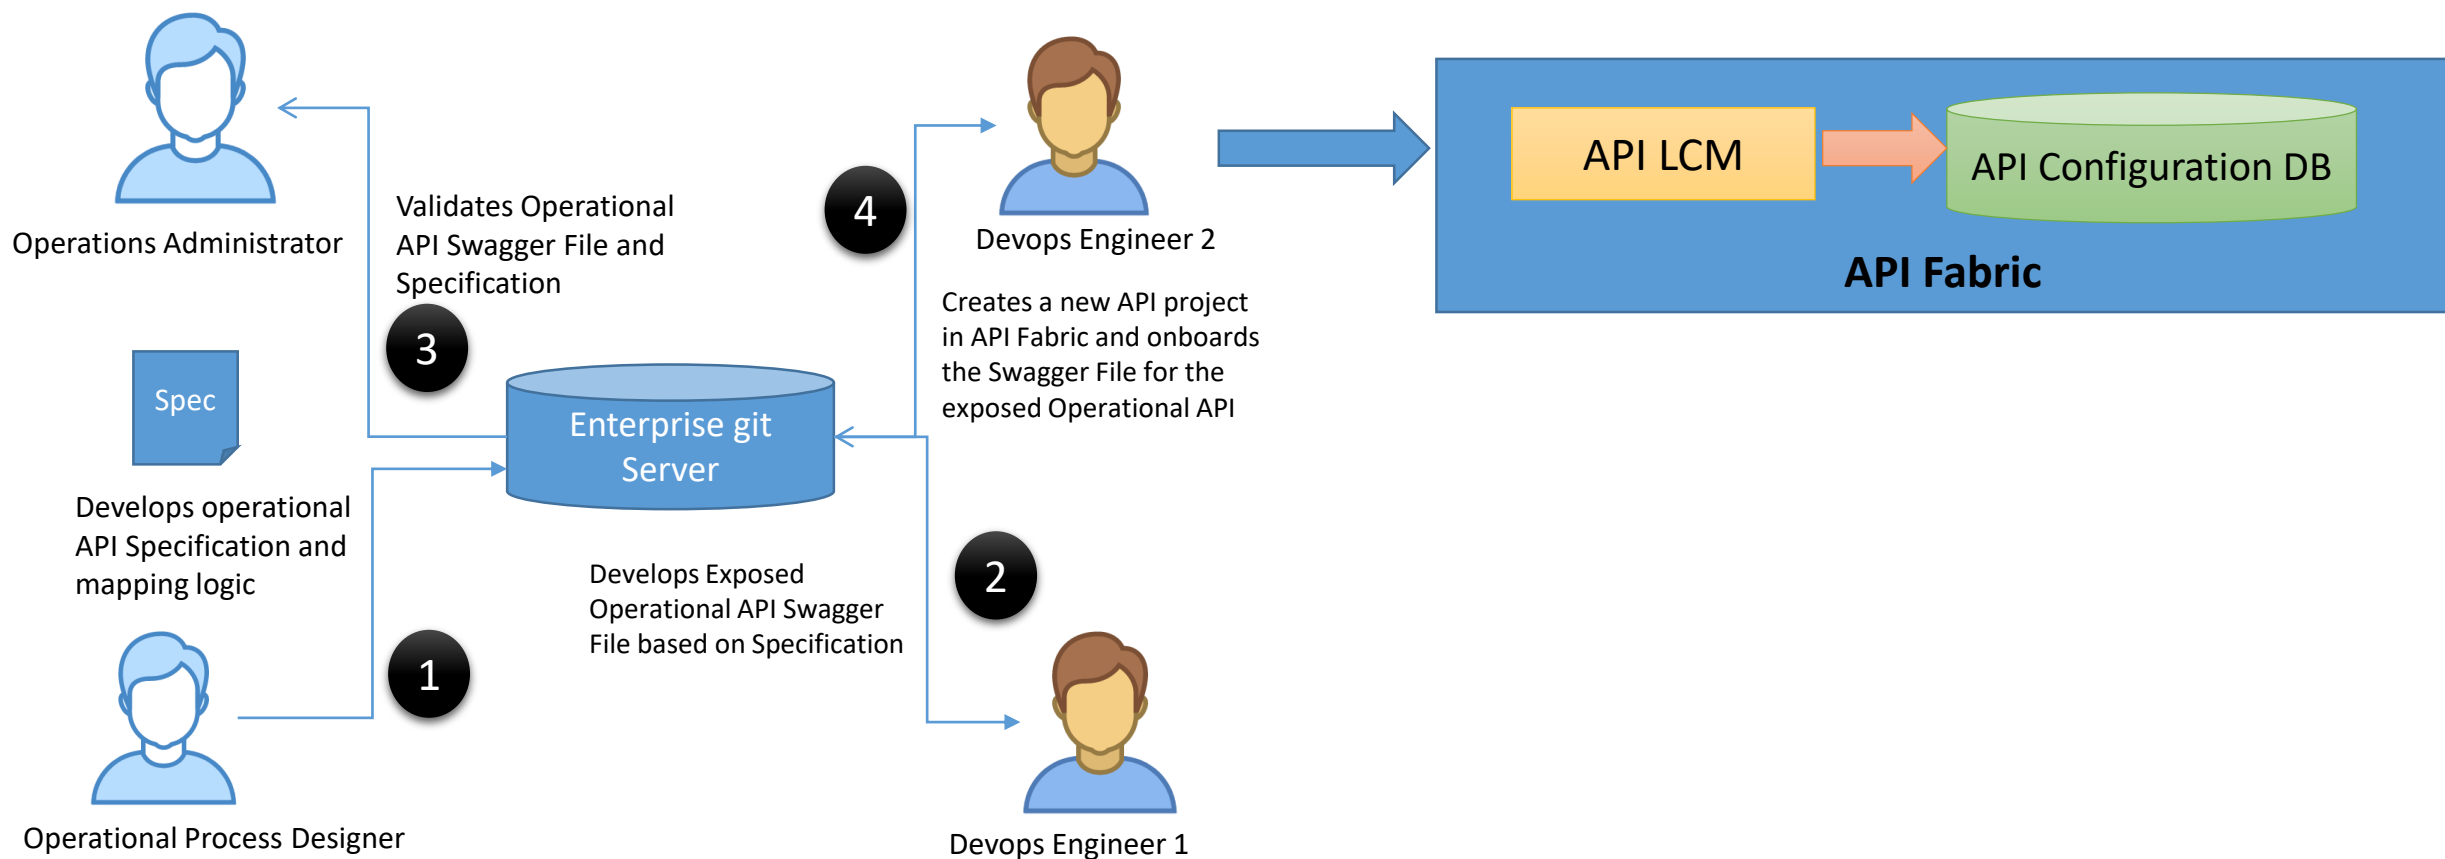 Operations Administrator
Validates Operational
API Swagger File and
Specification
3
4
Devops Engineer 2
Creates a new API project
in API Fabric and onboards
the Swagger File for the
exposed Operational API
API LCM
API Configuration DB
API Fabric
Spec
Develops operational
API Specification and
mapping logic
Enterprise git
Server
Develops Exposed
Operational API Swagger
File based on Specification
2
1
Operational Process Designer
Devops Engineer 1